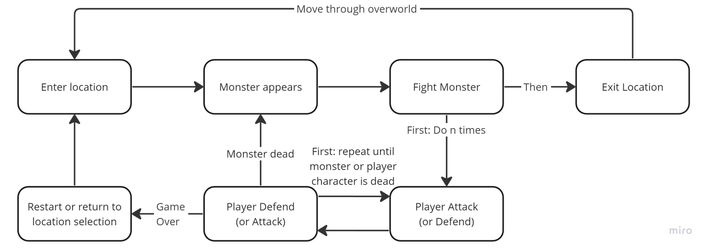 Move through overworld
Enter location
Monster appears
Fight Monster
Then
Exit Location
First: Do n times
Monster dead
First: repeat until
monster or player
character is dead
Restart or return to
location selection
Game
Over
Player Defend
(or Attack)
Player Attack
(or Defend)
miro